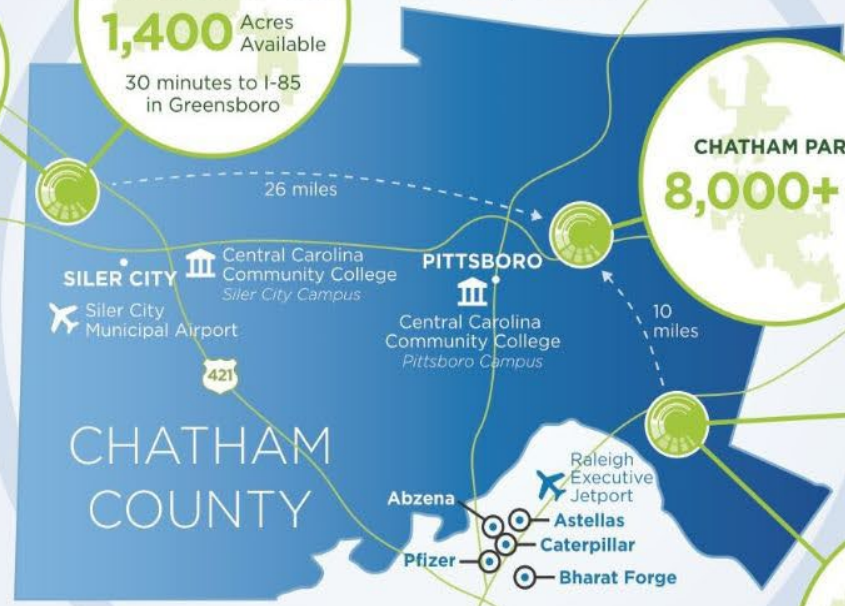 1,400 Acres
Available
30 minutes to I-85
in Greensboro
CHATHAM PAR
8,000+
26 miles
SILER CITY
Central Carolina
Community College
Siler City Campus
PITTSBORO
Siler City
Municipal Airport
Central Carolina
Community College
Pittsboro Campus
10
miles
421
CHATHAM
COUNTY
Raleigh
Executive
Jetport
Abzena
Astellas
Caterpillar
Pfizer
Bharat Forge